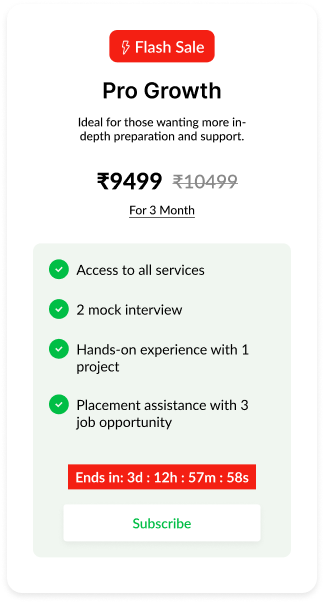 Flash Sale
Pro Growth
Ideal for those wanting more in-
depth preparation and support.
₹9499 ₹10499
For 3 Month
Access to all services
2 mock interview
Hands-on experience with 1
project
Placement assistance with 3
job opportunity
Ends in: 3d : 12h : 57m : 58s
Subscribe